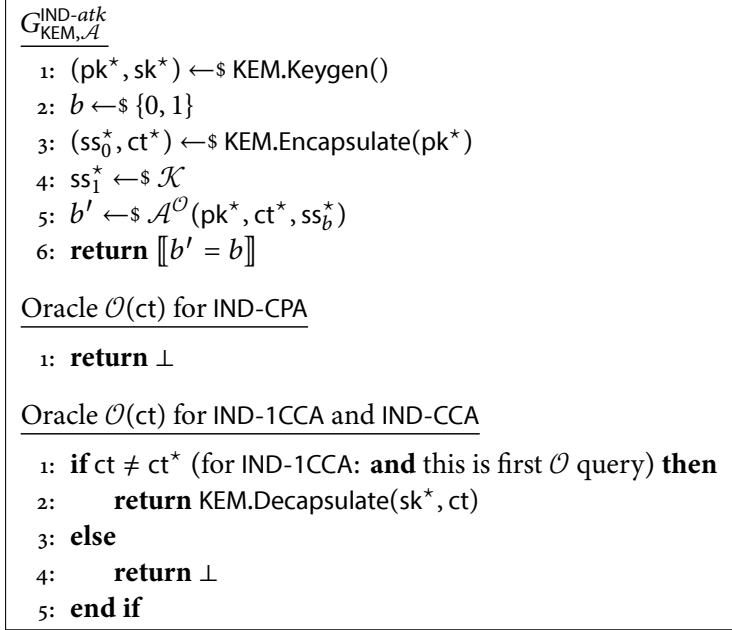 G^{IND-atk}_{KEM,𝒜}
1: (pk⋆, sk⋆) ←$ KEM.Keygen()
2: b ←$ {0, 1}
3: (ss⋆₀, ct⋆) ←$ KEM.Encapsulate(pk⋆)
4: ss⋆₁ ←$ 𝒦
5: b′ ←$ 𝒜^𝒪(pk⋆, ct⋆, ss⋆_b)
6: return ⟦b′ = b⟧
Oracle 𝒪(ct) for IND-CPA
1: return ⊥
Oracle 𝒪(ct) for IND-1CCA and IND-CCA
1: if ct ≠ ct⋆ (for IND-1CCA: and this is first 𝒪 query) then
2: return KEM.Decapsulate(sk⋆, ct)
3: else
4: return ⊥
5: end if